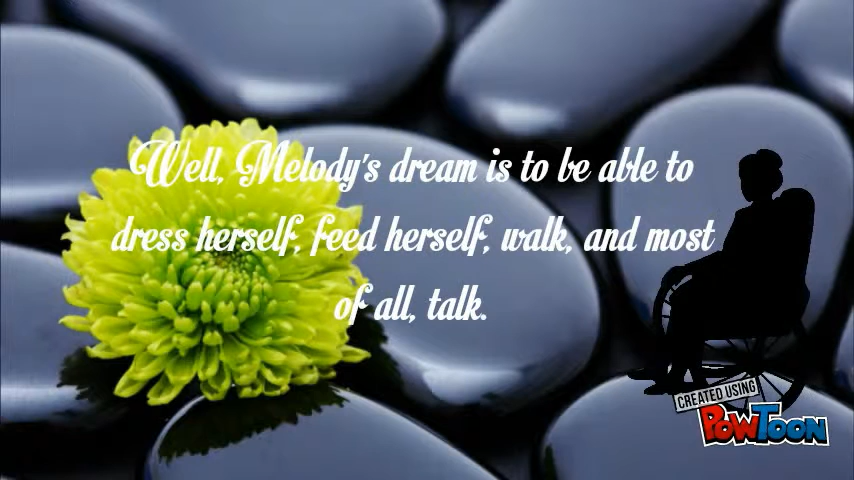 Well, Melody's dream is to be able to
dress herself, feed herself, walk, and most
of all, talk.
CREATED USING
POWTOON